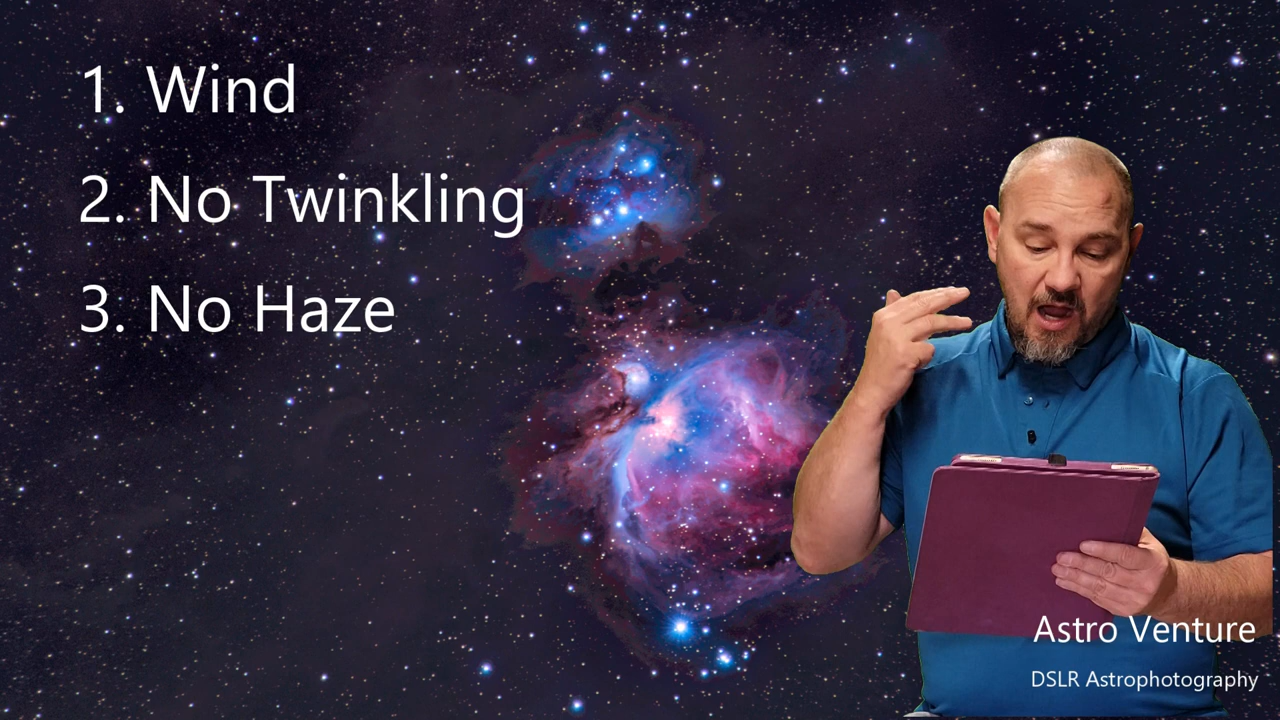 1. Wind
2. No Twinkling
3. No Haze
Astro Venture
DSLR Astrophotography